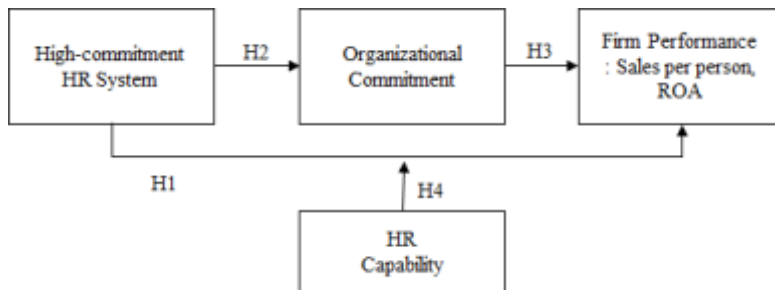 High-commitment
HR System
H2
Organizational
Commitment
H3
Firm Performance
: Sales per person,
ROA
H1
H4
HR
Capability